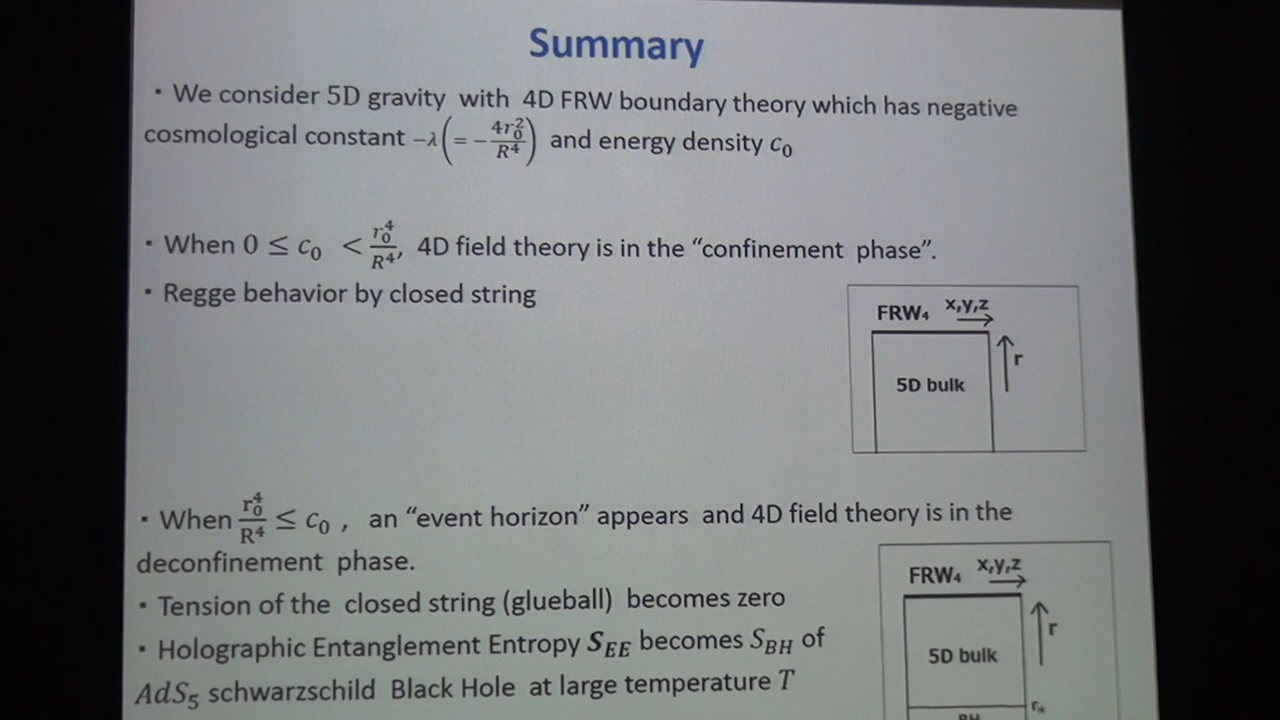 Summary
· We consider 5D gravity with 4D FRW boundary theory which has negative
cosmological constant −λ(= −4r₀²/R⁴) and energy density c₀
· When 0 ≤ c₀ < r₀⁴/R⁴, 4D field theory is in the “confinement phase”.
· Regge behavior by closed string
FRW₄ x,y,z
r
5D bulk
· When r₀⁴/R⁴ ≤ c₀ , an “event horizon” appears and 4D field theory is in the
deconfinement phase.
· Tension of the closed string (glueball) becomes zero
· Holographic Entanglement Entropy S_EE becomes S_BH of
AdS₅ schwarzschild Black Hole at large temperature T
FRW₄ x,y,z
r
5D bulk
r_H
BH